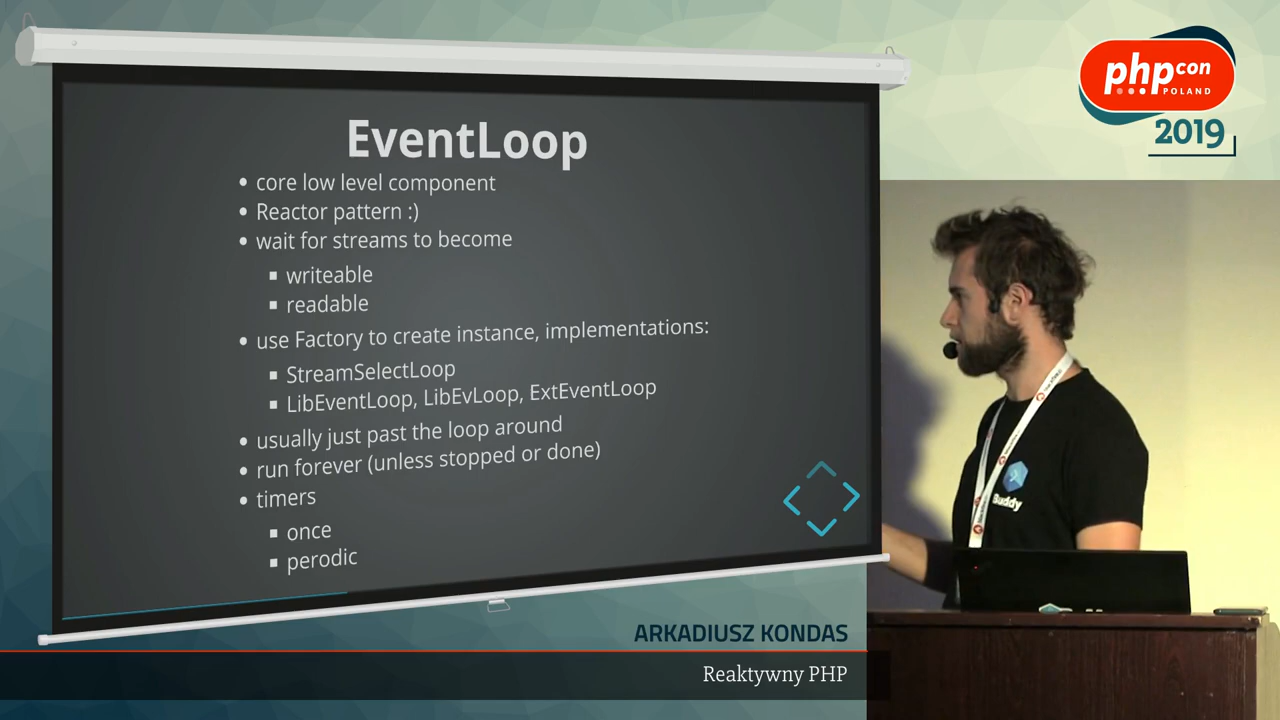 EventLoop
• core low level component
• Reactor pattern :)
• wait for streams to become
▪ writeable
▪ readable
• use Factory to create instance, implementations:
▪ StreamSelectLoop
▪ LibEventLoop, LibEvLoop, ExtEventLoop
• usually just past the loop around
• run forever (unless stopped or done)
• timers
▪ once
▪ perodic
phpcon
POLAND
2019
Buddy
ARKADIUSZ KONDAS
Reaktywny PHP